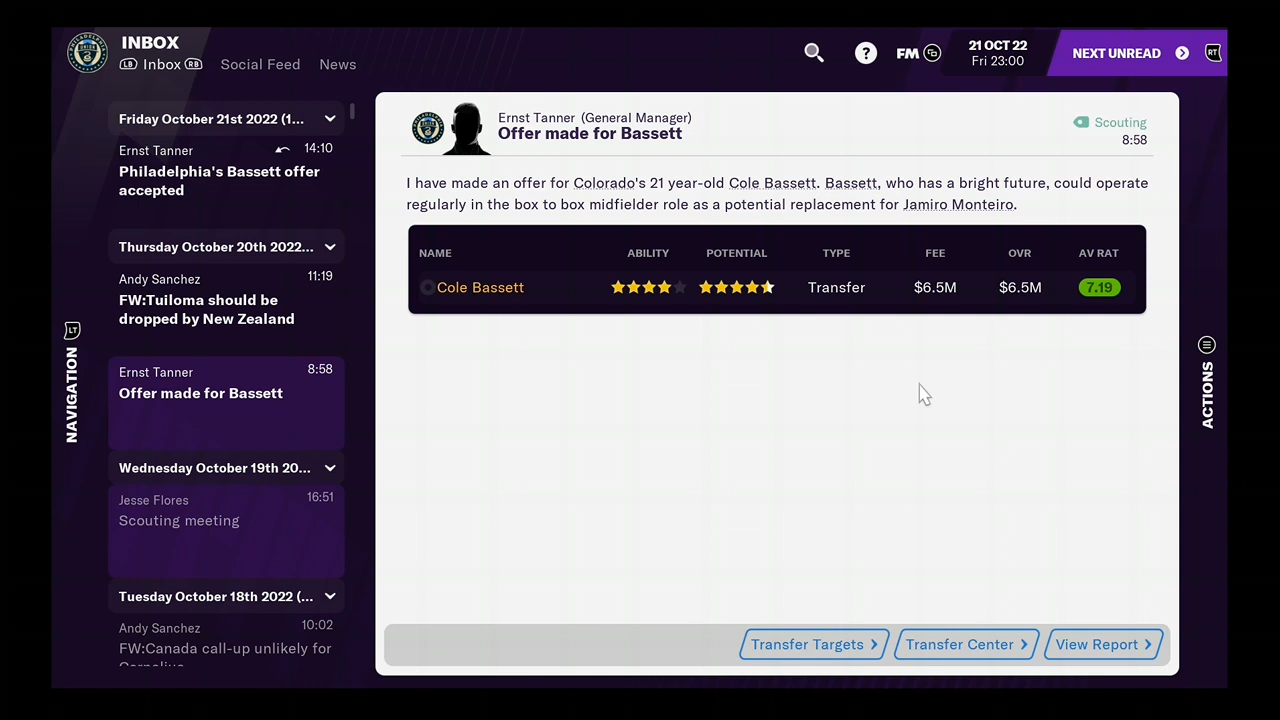 INBOX
LB Inbox RB Social Feed News
? FM 21 OCT 22
Fri 23:00
NEXT UNREAD RT
Friday October 21st 2022 (1...
Ernst Tanner 14:10
Philadelphia's Bassett offer
accepted
Thursday October 20th 2022...
Andy Sanchez 11:19
FW:Tuiloma should be
dropped by New Zealand
Ernst Tanner 8:58
Offer made for Bassett
Wednesday October 19th 20...
Jesse Flores 16:51
Scouting meeting
Tuesday October 18th 2022 (...
Andy Sanchez 10:02
FW:Canada call-up unlikely for
Cornelius
LT
NAVIGATION
Ernst Tanner (General Manager)
Offer made for Bassett
Scouting
8:58
I have made an offer for Colorado's 21 year-old Cole Bassett. Bassett, who has a bright future, could operate
regularly in the box to box midfielder role as a potential replacement for Jamiro Monteiro.
NAME ABILITY POTENTIAL TYPE FEE OVR AV RAT
Cole Bassett Transfer $6.5M $6.5M 7.19
Transfer Targets Transfer Center View Report
ACTIONS